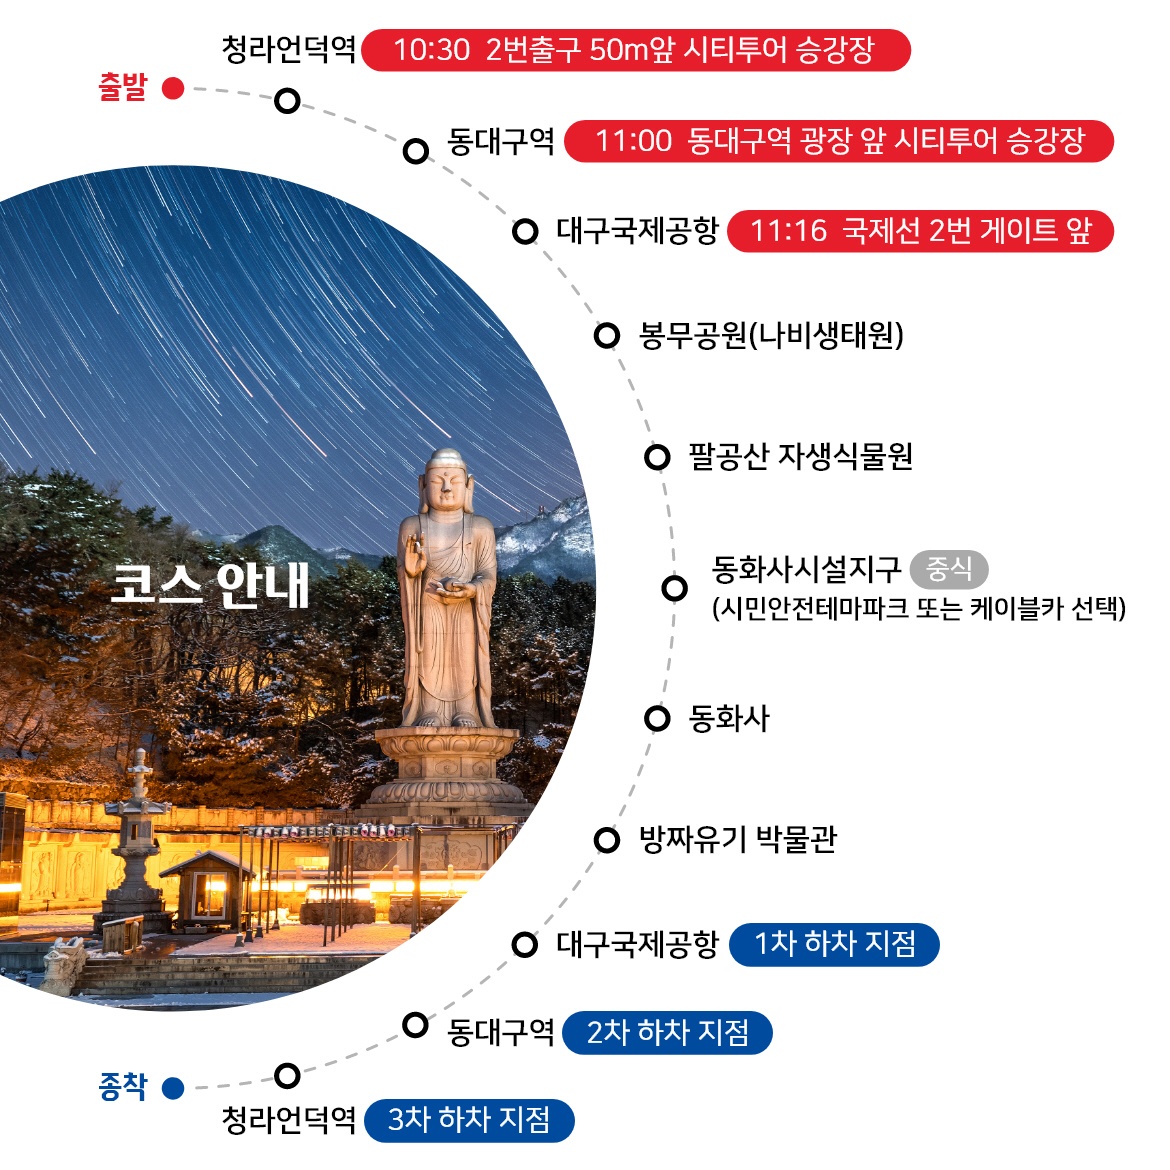 청라언덕역 10:30 2번출구 50m앞 시티투어 승강장
출발
동대구역 11:00 동대구역 광장 앞 시티투어 승강장
대구국제공항 11:16 국제선 2번 게이트 앞
봉무공원(나비생태원)
팔공산 자생식물원
코스 안내
동화사시설지구 중식
(시민안전테마파크 또는 케이블카 선택)
동화사
방짜유기 박물관
대구국제공항 1차 하차 지점
동대구역 2차 하차 지점
종착
청라언덕역 3차 하차 지점